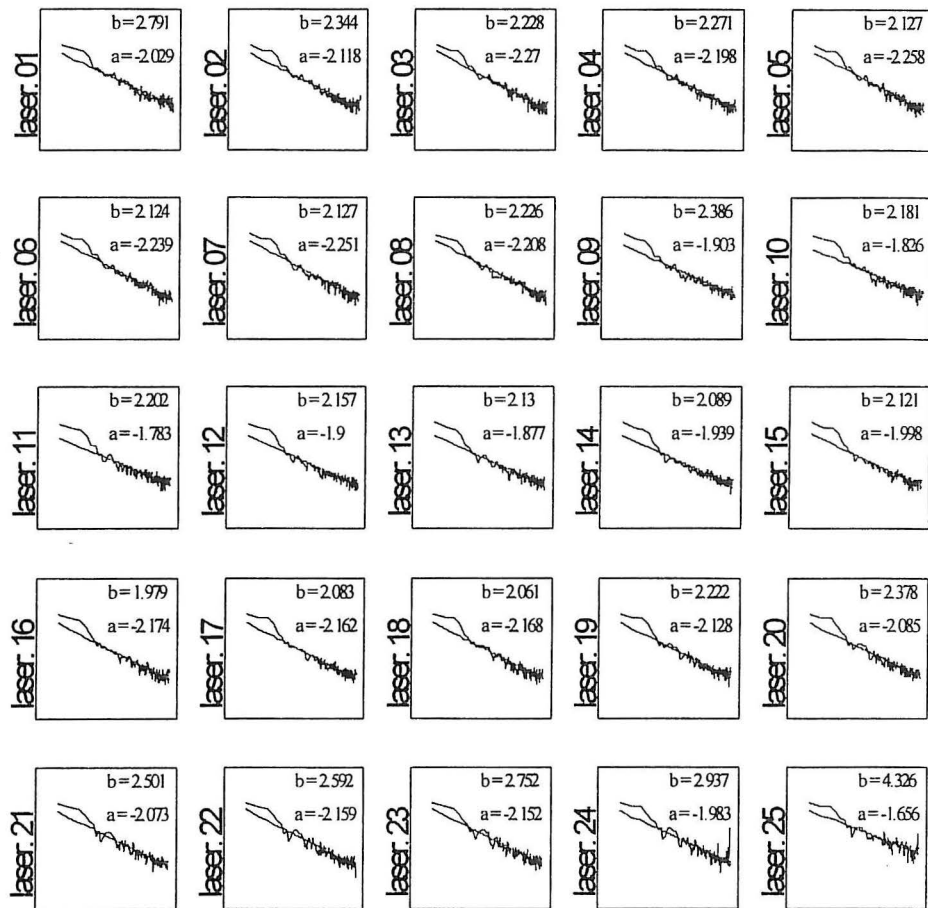 laser. 01
b=2.791
a=-2.029
laser. 02
b=2.344
a=-2.118
laser. 03
b=2.228
a=-2.27
laser. 04
b=2.271
a=-2.198
laser. 05
b=2.127
a=-2.258
laser. 06
b=2.124
a=-2.239
laser. 07
b=2.127
a=-2.251
laser. 08
b=2.226
a=-2.208
laser. 09
b=2.386
a=-1.903
laser. 10
b=2.181
a=-1.826
laser. 11
b=2.202
a=-1.783
laser. 12
b=2.157
a=-1.9
laser. 13
b=2.13
a=-1.877
laser. 14
b=2.089
a=-1.939
laser. 15
b=2.121
a=-1.998
laser. 16
b=1.979
a=-2.174
laser. 17
b=2.083
a=-2.162
laser. 18
b=2.061
a=-2.168
laser. 19
b=2.222
a=-2.128
laser. 20
b=2.378
a=-2.085
laser. 21
b=2.501
a=-2.073
laser. 22
b=2.592
a=-2.159
laser. 23
b=2.752
a=-2.152
laser. 24
b=2.937
a=-1.983
laser. 25
b=4.326
a=-1.656